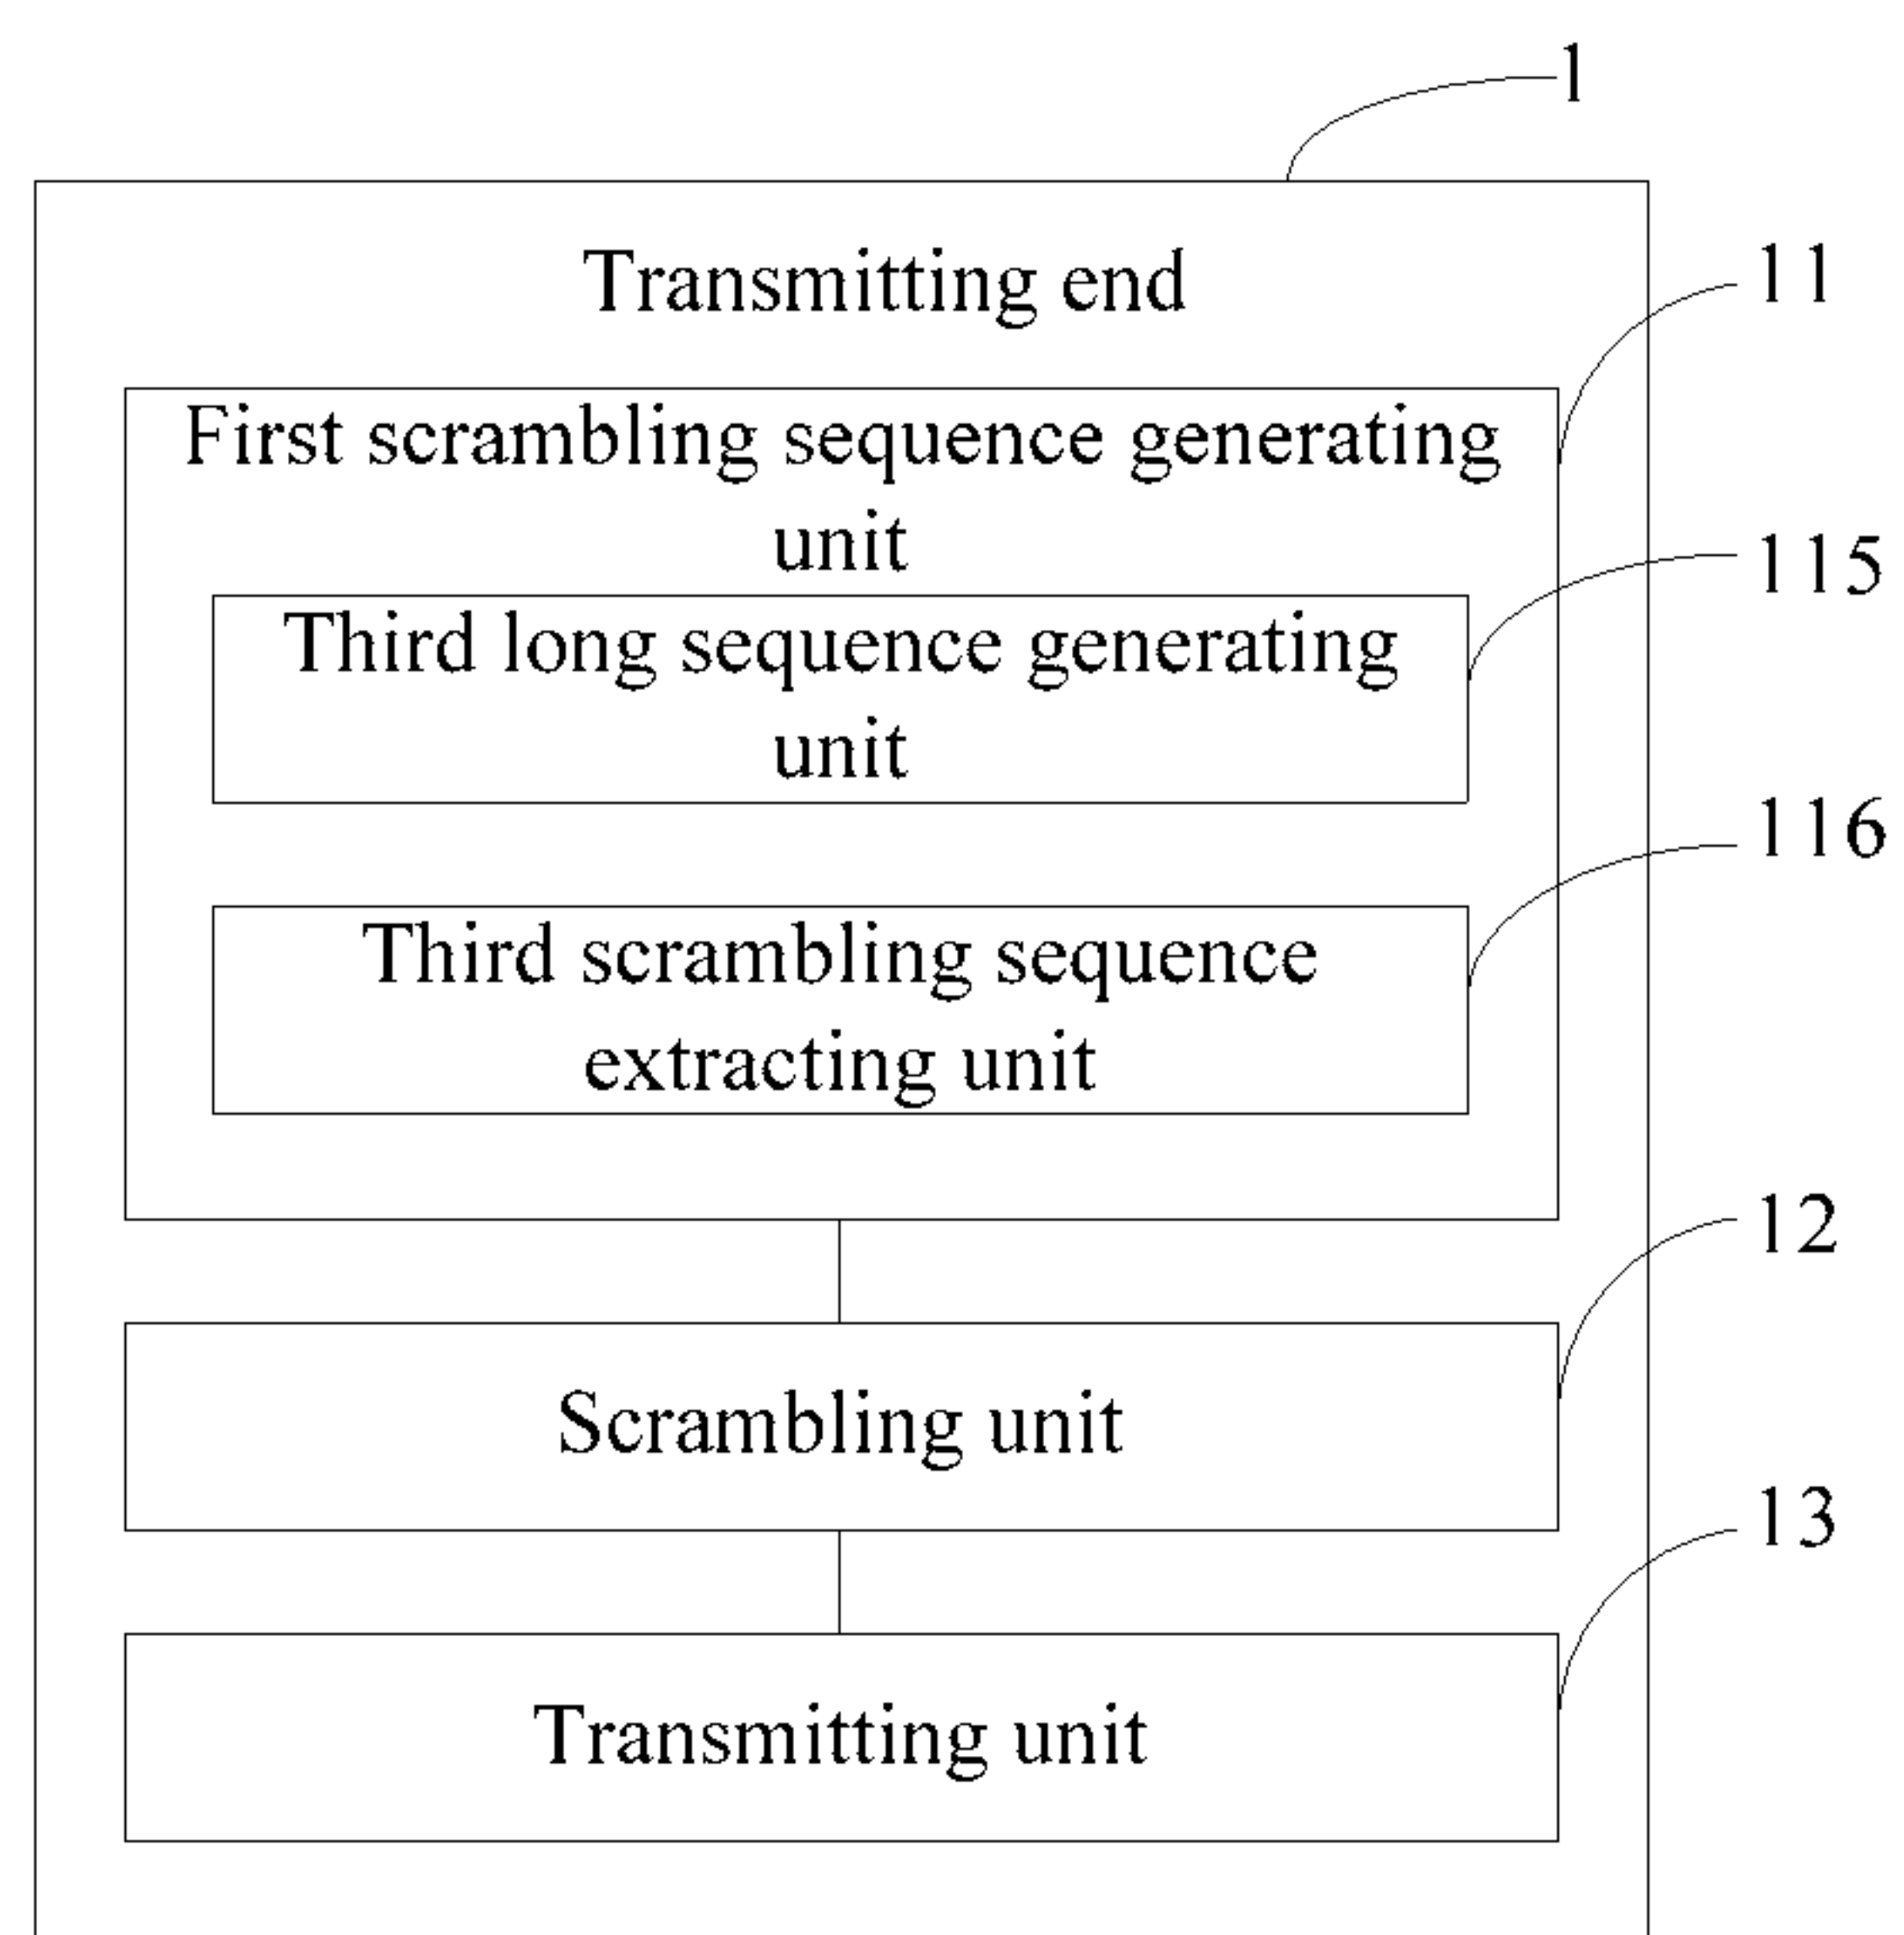 1
Transmitting end
11
First scrambling sequence generating
unit
115
Third long sequence generating
unit
116
Third scrambling sequence
extracting unit
12
Scrambling unit
13
Transmitting unit